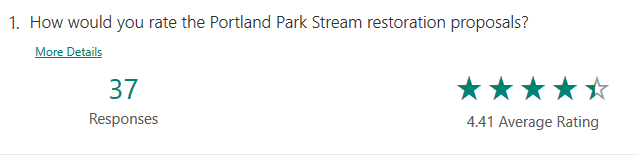 1. How would you rate the Portland Park Stream restoration proposals?
More Details
37
Responses
4.41 Average Rating